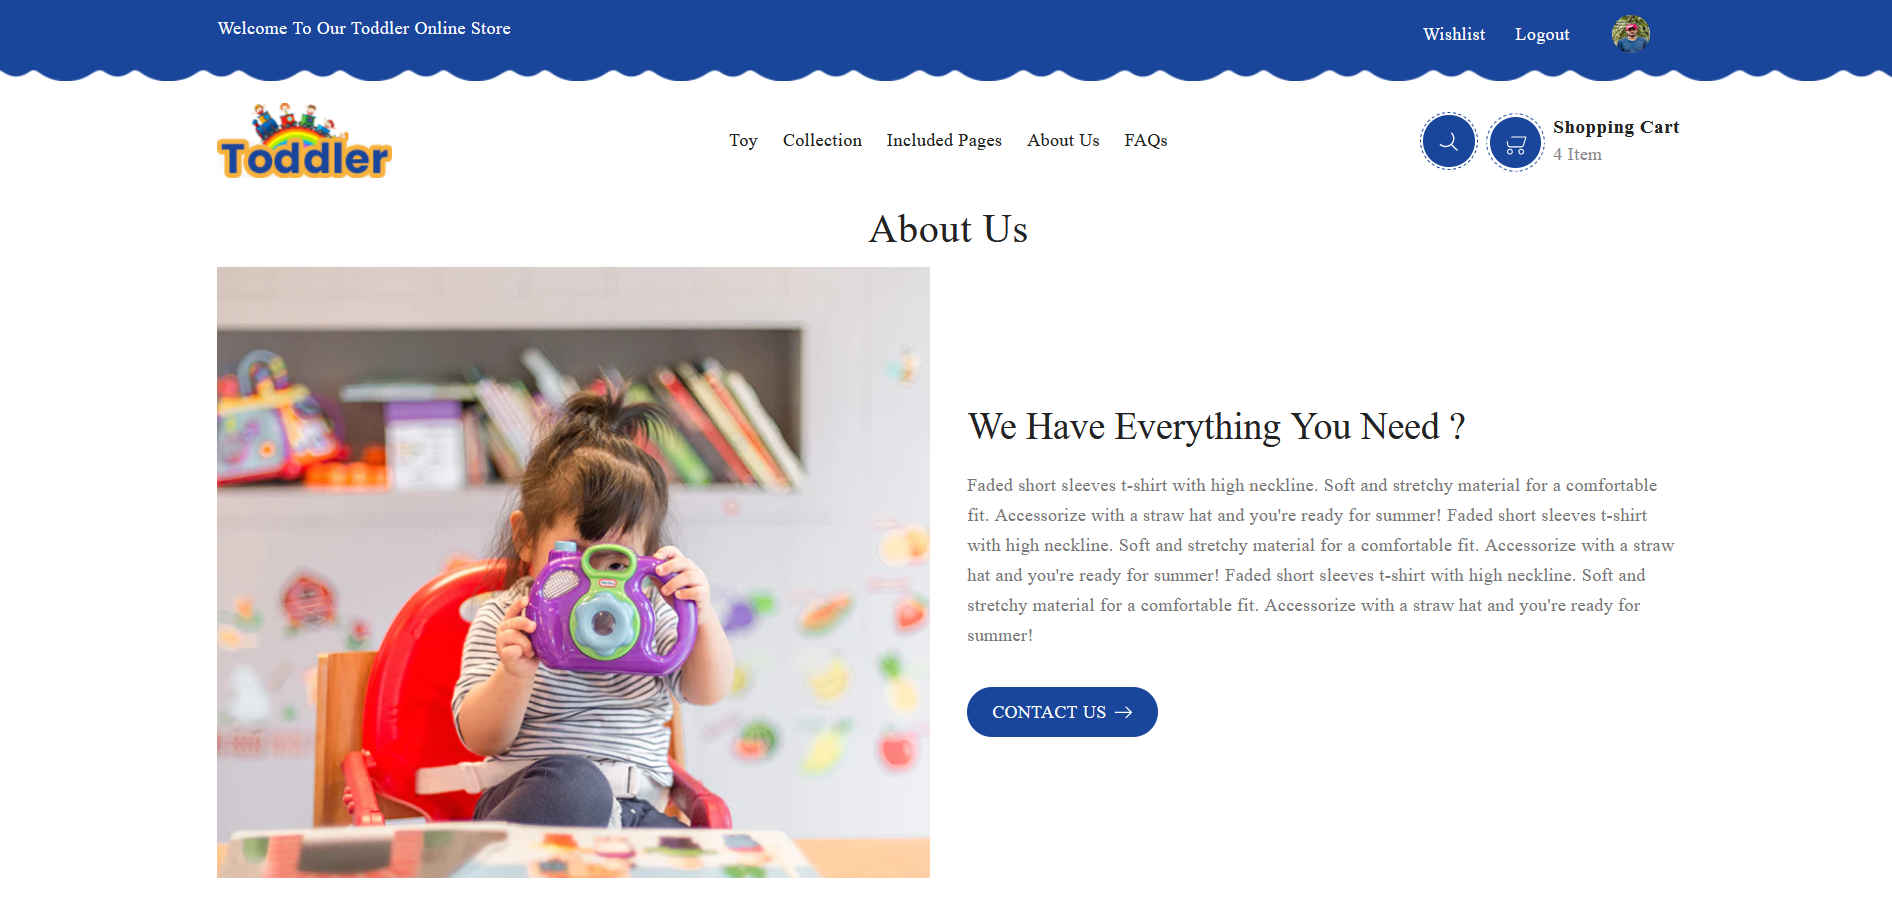 Welcome To Our Toddler Online Store
Wishlist
Logout
Toddler
Toy
Collection
Included Pages
About Us
FAQs
Shopping Cart
4 Item
About Us
We Have Everything You Need ?
Faded short sleeves t-shirt with high neckline. Soft and stretchy material for a comfortable
fit. Accessorize with a straw hat and you're ready for summer! Faded short sleeves t-shirt
with high neckline. Soft and stretchy material for a comfortable fit. Accessorize with a straw
hat and you're ready for summer! Faded short sleeves t-shirt with high neckline. Soft and
stretchy material for a comfortable fit. Accessorize with a straw hat and you're ready for
summer!
CONTACT US